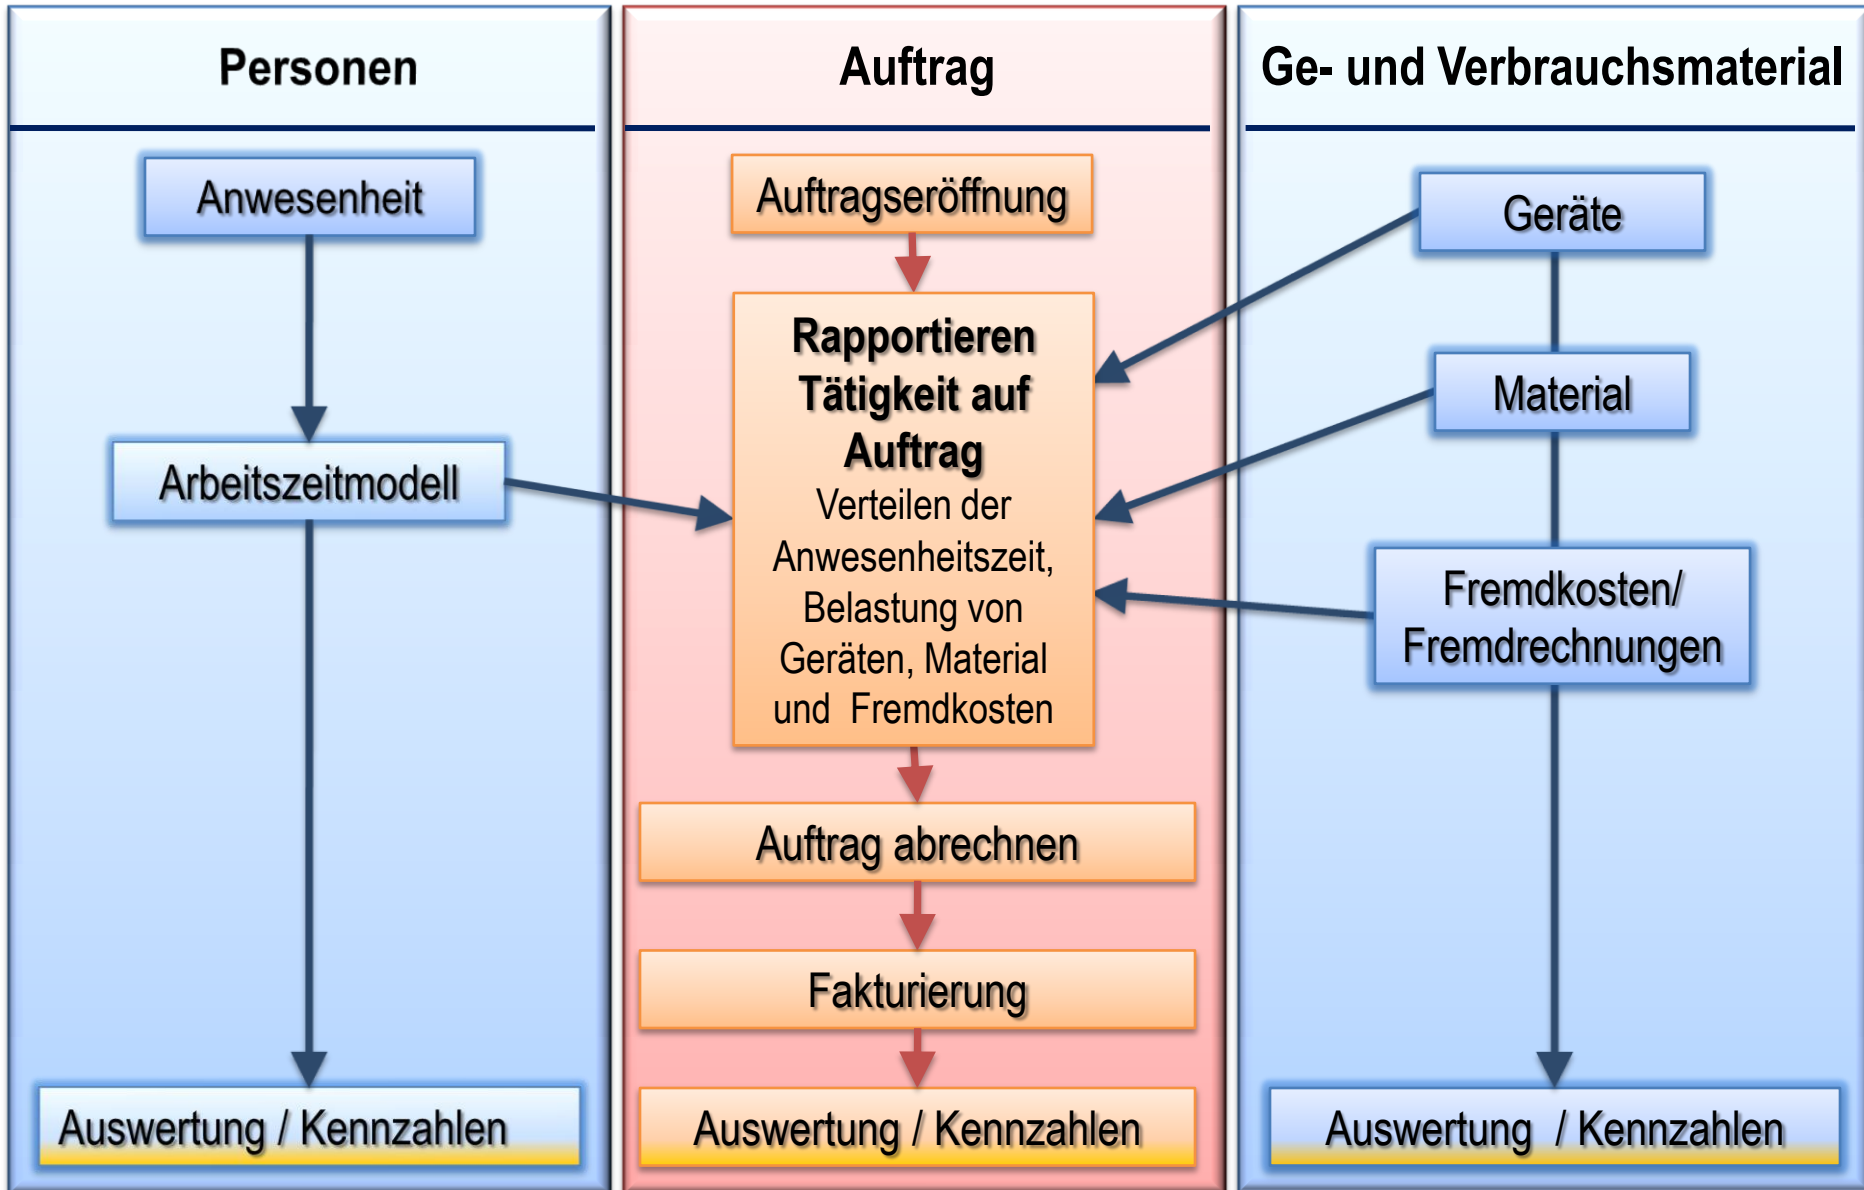 Personen
Anwesenheit
Arbeitszeitmodell
Auswertung / Kennzahlen
Auftrag
Auftragseröffnung
Rapportieren
Tätigkeit auf
Auftrag
Verteilen der
Anwesenheitszeit,
Belastung von
Geräten, Material
und Fremdkosten
Auftrag abrechnen
Fakturierung
Auswertung / Kennzahlen
Ge- und Verbrauchsmaterial
Geräte
Material
Fremdkosten/
Fremdrechnungen
Auswertung / Kennzahlen